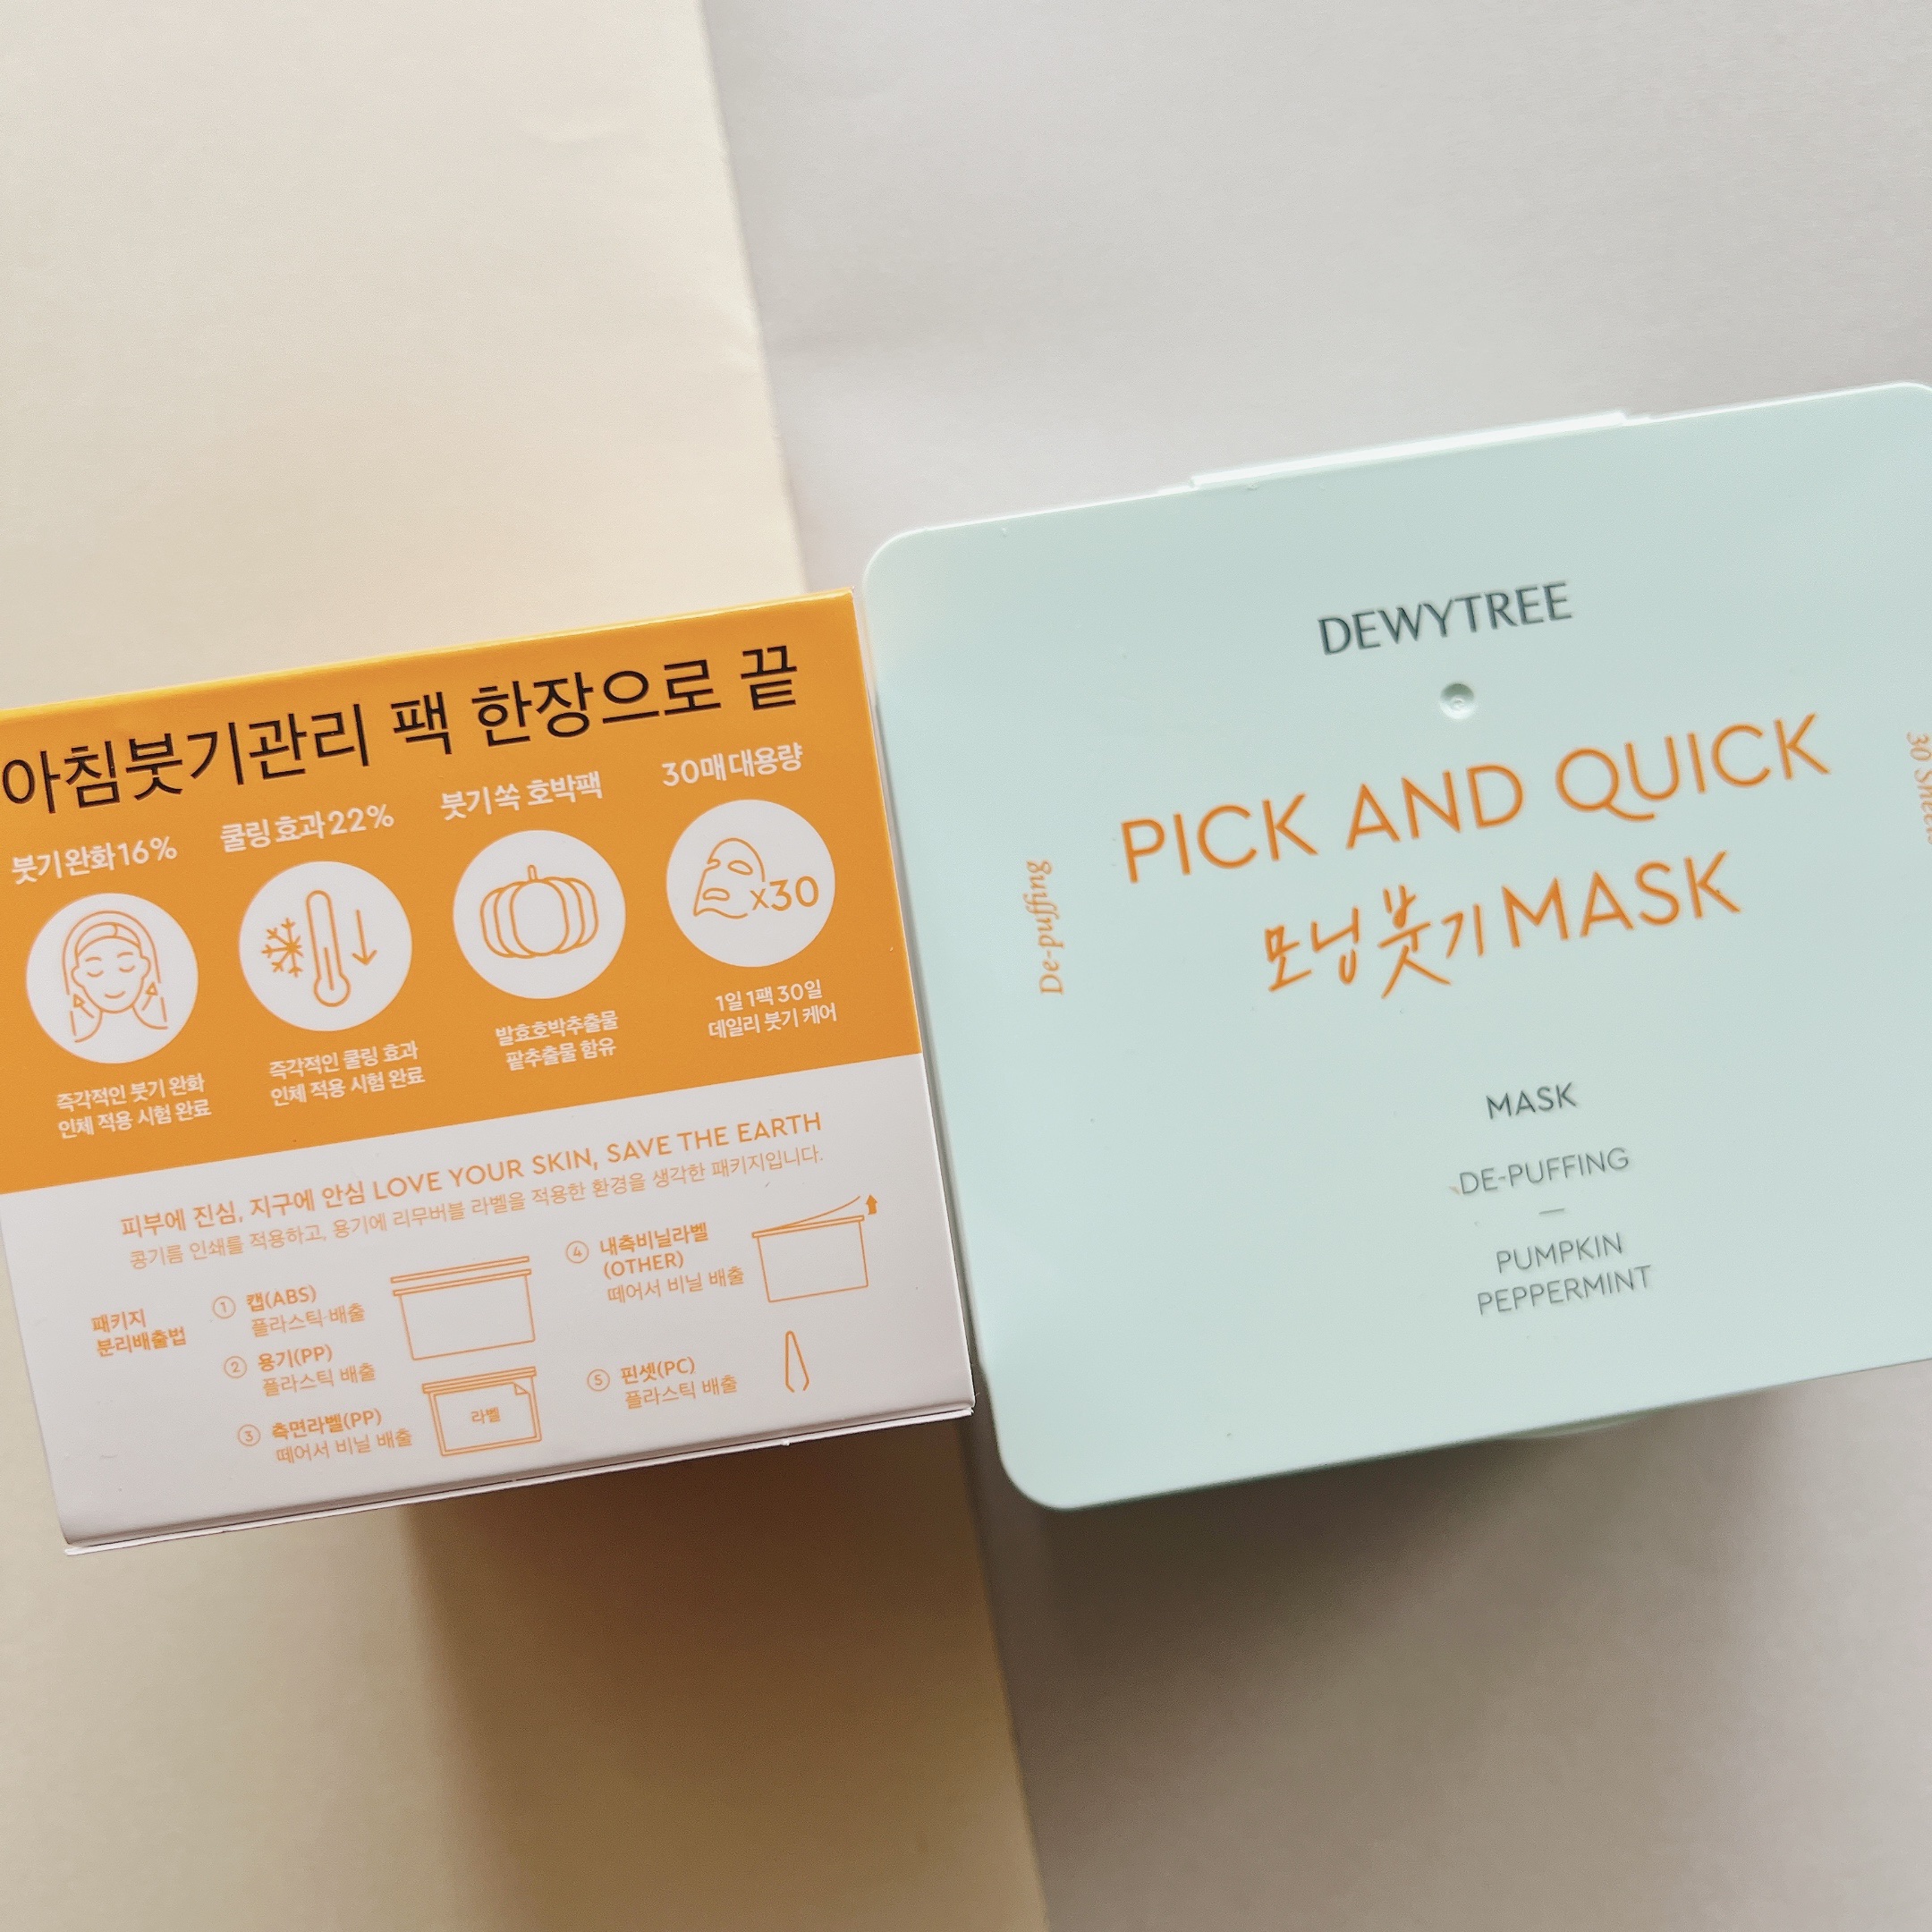 아침붓기관리 팩 한장으로 끝
붓기완화16%
즉각적인 붓기 완화
인체 적용 시험 완료
쿨링효과22%
즉각적인 쿨링 효과
인체 적용 시험 완료
붓기쏙 호박팩
발효호박추출물
팥추출물 함유
30매대용량
x30
1일 1팩 30일
데일리 붓기 케어
피부에 진심, 지구에 안심 LOVE YOUR SKIN, SAVE THE EARTH
콩기름 인쇄를 적용하고, 용기에 리무버블 라벨을 적용한 환경을 생각한 패키지입니다.
패키지
분리배출법
① 캡(ABS)
플라스틱 배출
② 용기(PP)
플라스틱 배출
③ 측면라벨(PP)
떼어서 비닐 배출
라벨
④ 내측비닐라벨
(OTHER)
떼어서 비닐 배출
⑤ 핀셋(PC)
플라스틱 배출
DEWYTREE
PICK AND QUICK
모닝붓기MASK
De-puffing
30 Sheets
MASK
DE-PUFFING
PUMPKIN
PEPPERMINT